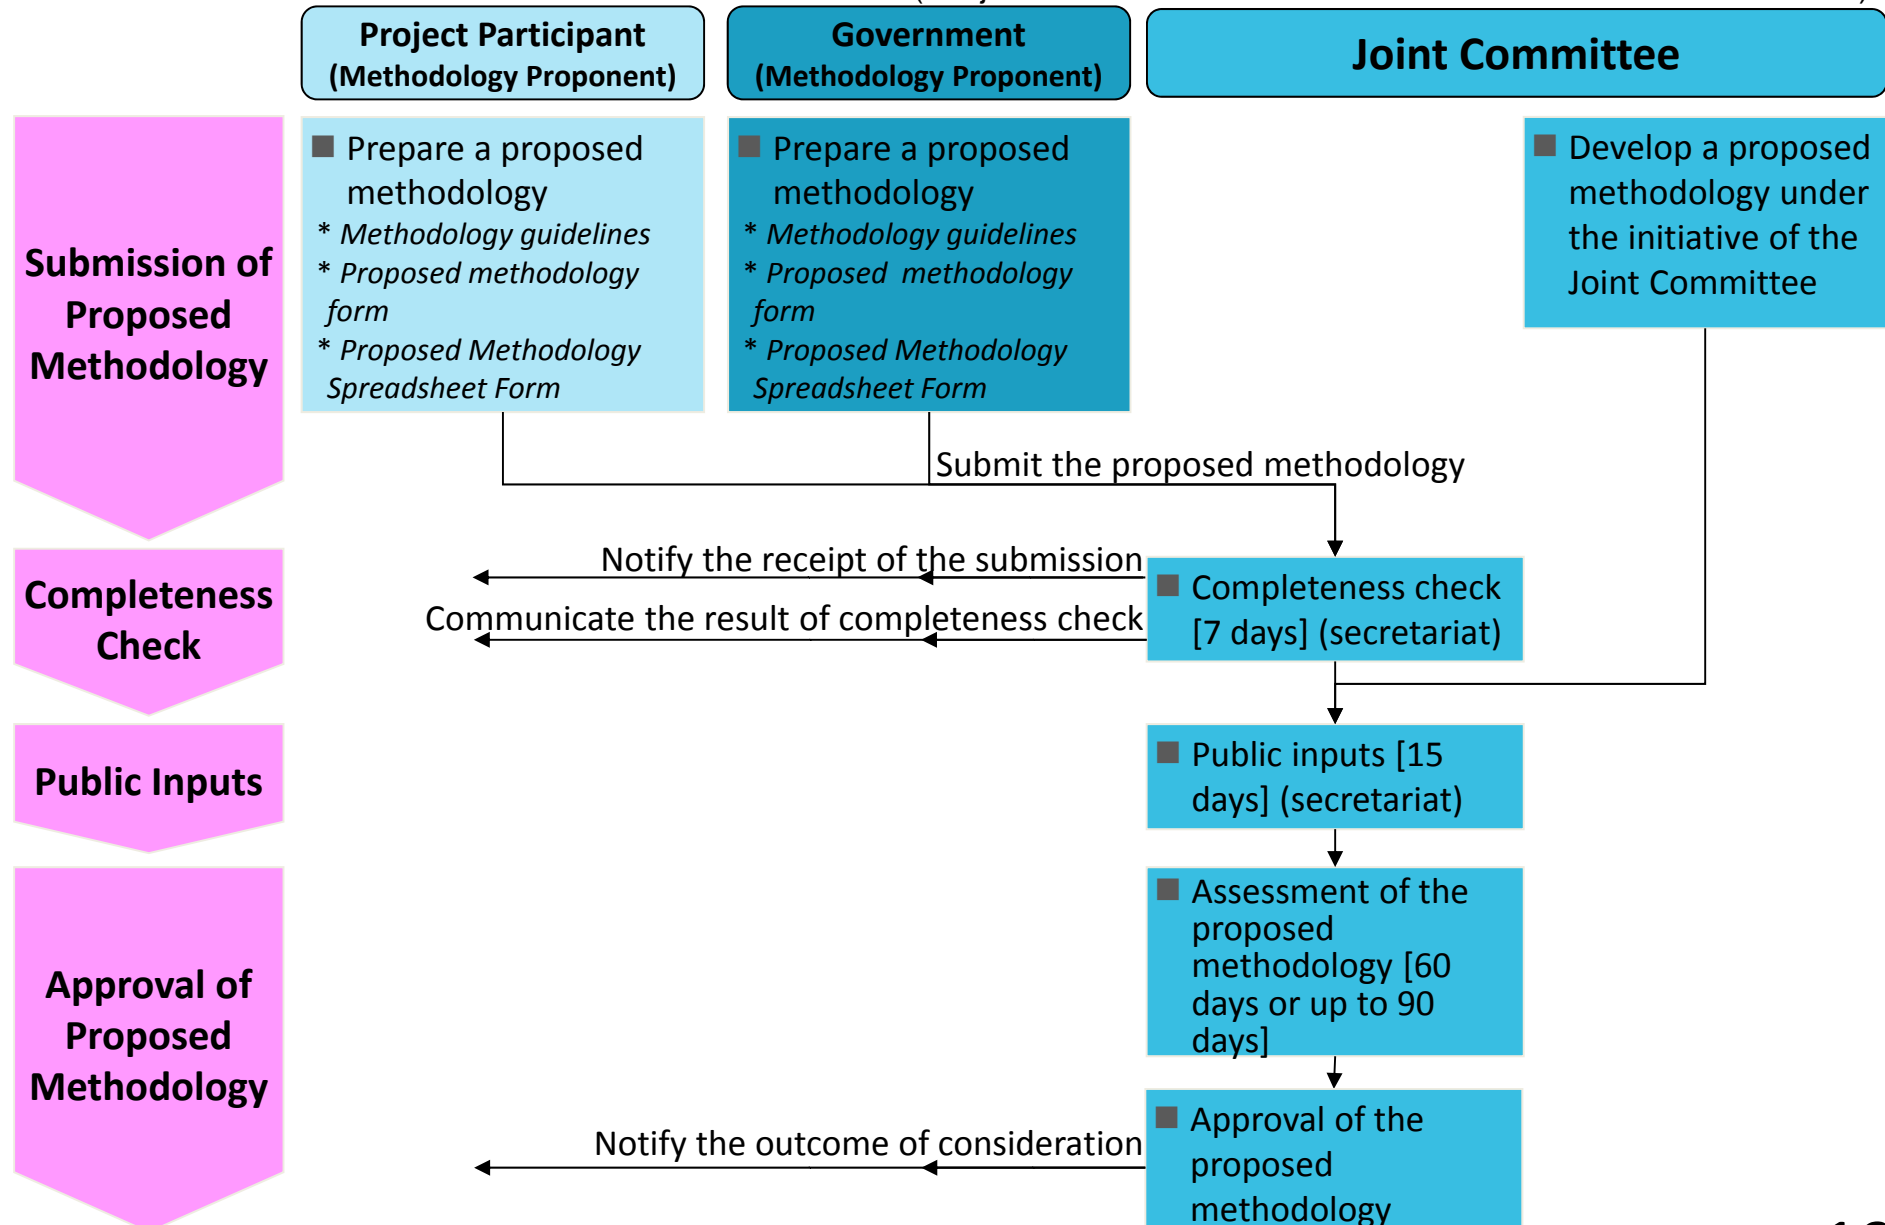 Project Participant
(Methodology Proponent)
Government
(Methodology Proponent)
Joint Committee
Submission of
Proposed
Methodology
■ Prepare a proposed
methodology
* Methodology guidelines
* Proposed methodology
form
* Proposed Methodology
Spreadsheet Form
■ Prepare a proposed
methodology
* Methodology guidelines
* Proposed methodology
form
* Proposed Methodology
Spreadsheet Form
■ Develop a proposed
methodology under
the initiative of the
Joint Committee
Submit the proposed methodology
Completeness
Check
Notify the receipt of the submission
Communicate the result of completeness check
■ Completeness check
[7 days] (secretariat)
Public Inputs
■ Public inputs [15
days] (secretariat)
Approval of
Proposed
Methodology
■ Assessment of the
proposed
methodology [60
days or up to 90
days]
Notify the outcome of consideration
■ Approval of the
proposed
methodology